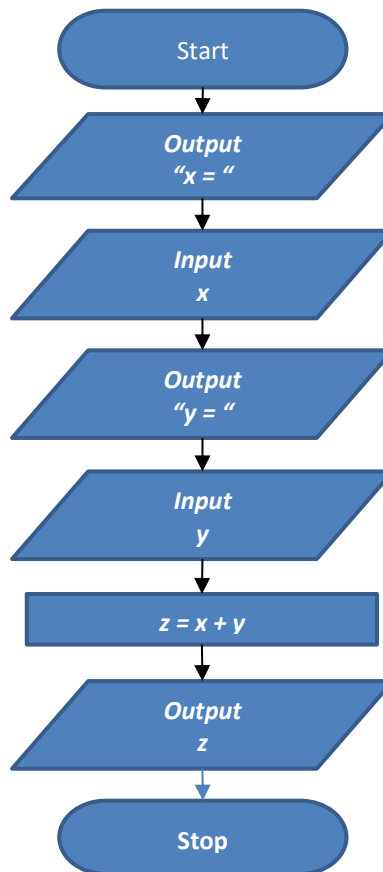 Start
Output
“x = “
Input
x
Output
“y = “
Input
y
z = x + y
Output
z
Stop